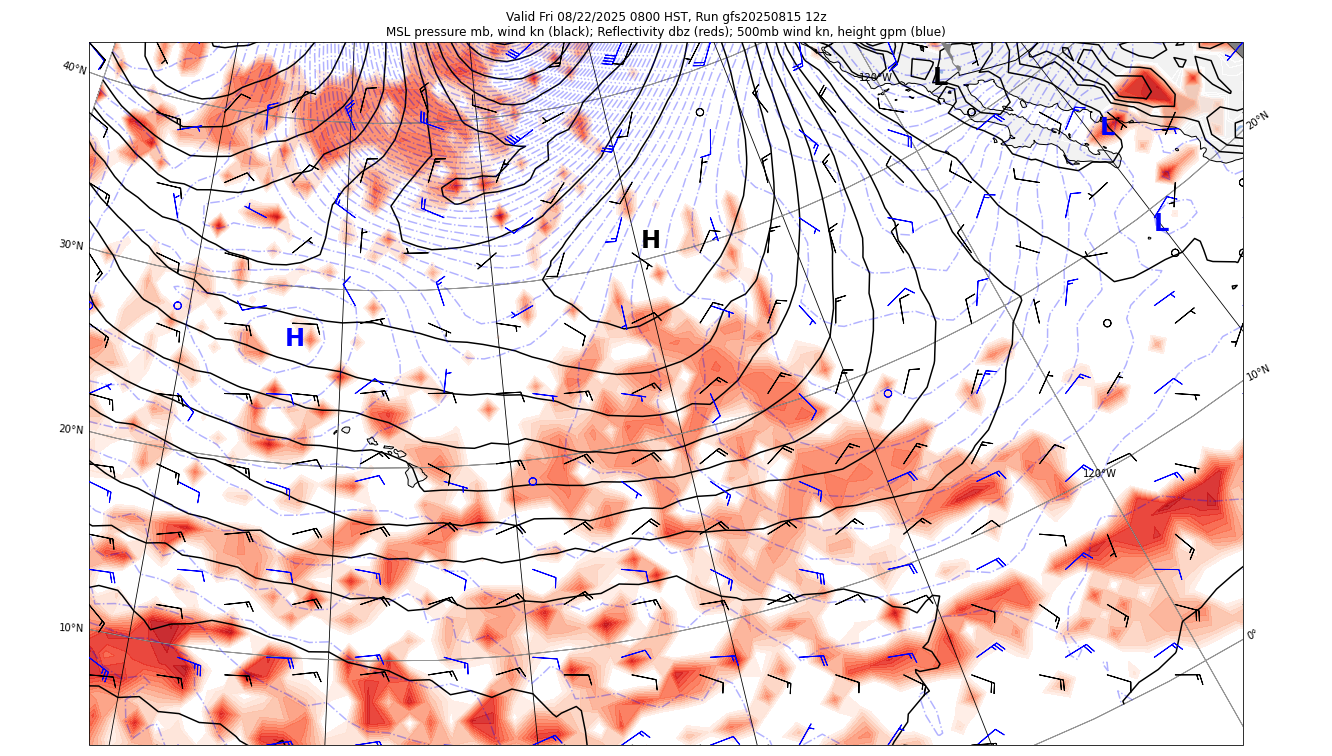 Valid Fri 08/22/2025 0800 HST, Run gfs20250815 12z
MSL pressure mb, wind kn (black); Reflectivity dbz (reds); 500mb wind kn, height gpm (blue)
40°N
120°W
L
20°N
L
L
30°N
H
H
10°N
20°N
120°W
10°N
0°